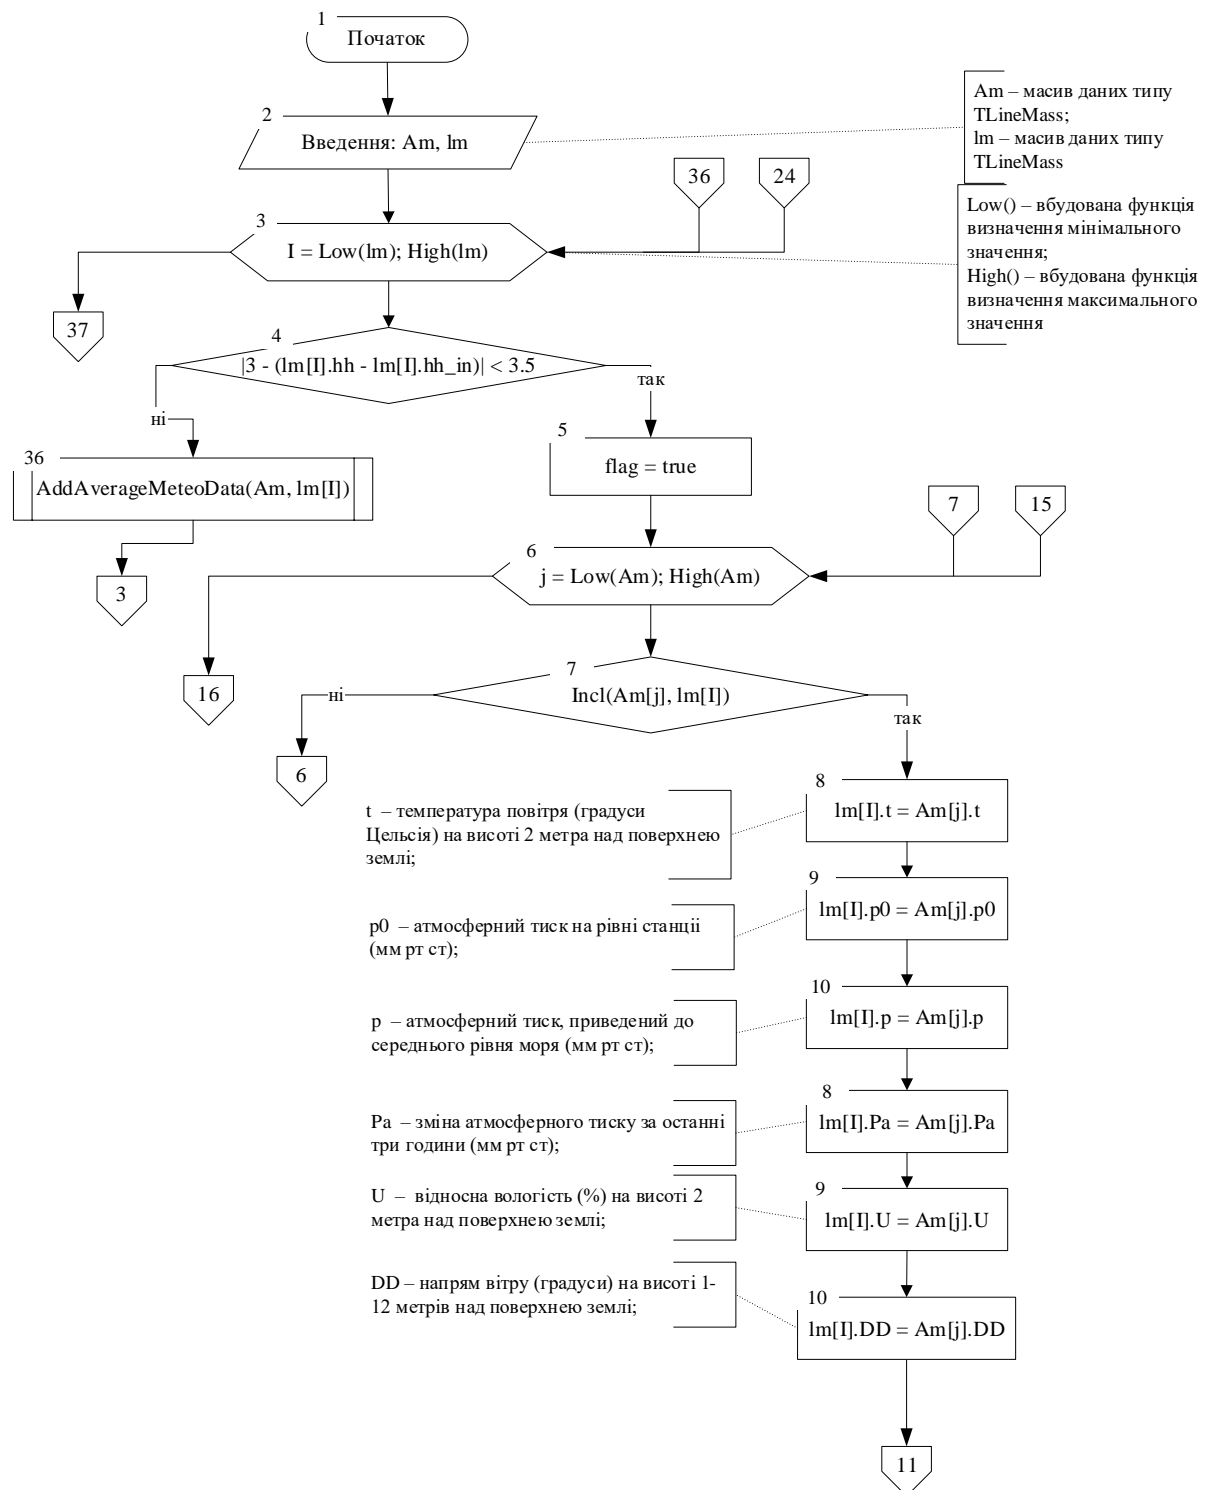 1
Початок
2
Введення: Am, lm
Am – масив даних типу
TLineMass;
lm – масив даних типу
TLineMass
36
24
3
I = Low(lm); High(lm)
Low() – вбудована функція
визначення мінімального
значення;
High() – вбудована функція
визначення максимального
значення
37
4
|3 - (lm[I].hh - lm[I].hh_in)| < 3.5
так
ні
5
flag = true
36
AddAverageMeteoData(Am, lm[I])
7
15
6
j = Low(Am); High(Am)
3
16
7
Incl(Am[j], lm[I])
ні
так
6
8
lm[I].t = Am[j].t
t – температура повітря (градуси
Цельсія) на висоті 2 метра над поверхнею
землі;
9
lm[I].p0 = Am[j].p0
p0 – атмосферний тиск на рівні станції
(мм рт ст);
10
lm[I].p = Am[j].p
p – атмосферний тиск, приведений до
середнього рівня моря (мм рт ст);
8
lm[I].Pa = Am[j].Pa
Pa – зміна атмосферного тиску за останні
три години (мм рт ст);
9
lm[I].U = Am[j].U
U – відносна вологість (%) на висоті 2
метра над поверхнею землі;
10
lm[I].DD = Am[j].DD
DD – напрям вітру (градуси) на висоті 1-
12 метрів над поверхнею землі;
11